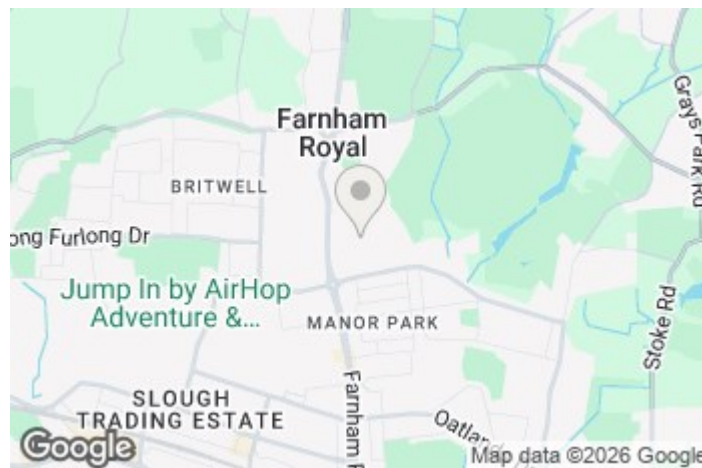 Farnham
Royal
BRITWELL
ong Furlong Dr
Grays Park Rd
Jump In by AirHop
Adventure &...
MANOR PARK
Stoke Rd
SLOUGH
TRADING ESTATE
Farnham R
Oatlan
Google
Map data ©2026 Google